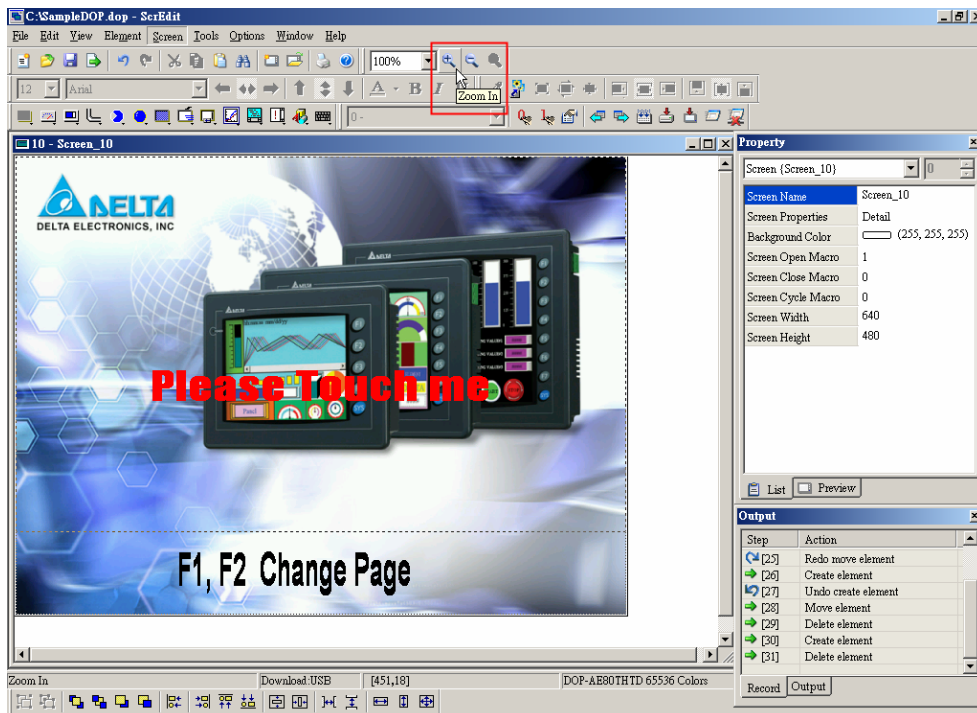 C:\SampleDOP.dop - ScrEdit
File Edit View Element Screen Tools Options Window Help
100%
12 Arial A B I
Zoom In
0 -
10 - Screen_10
DELTA
DELTA ELECTRONICS, INC
Please Touch me
F1, F2 Change Page
Property
Screen {Screen_10} 0
Screen Name Screen_10
Screen Properties Detail
Background Color (255, 255, 255)
Screen Open Macro 1
Screen Close Macro 0
Screen Cycle Macro 0
Screen Width 640
Screen Height 480
List Preview
Output
Step Action
[25] Redo move element
[26] Create element
[27] Undo create element
[28] Move element
[29] Delete element
[30] Create element
[31] Delete element
Record Output
Zoom In Download:USB [451,18] DOP-AE80THTD 65536 Colors